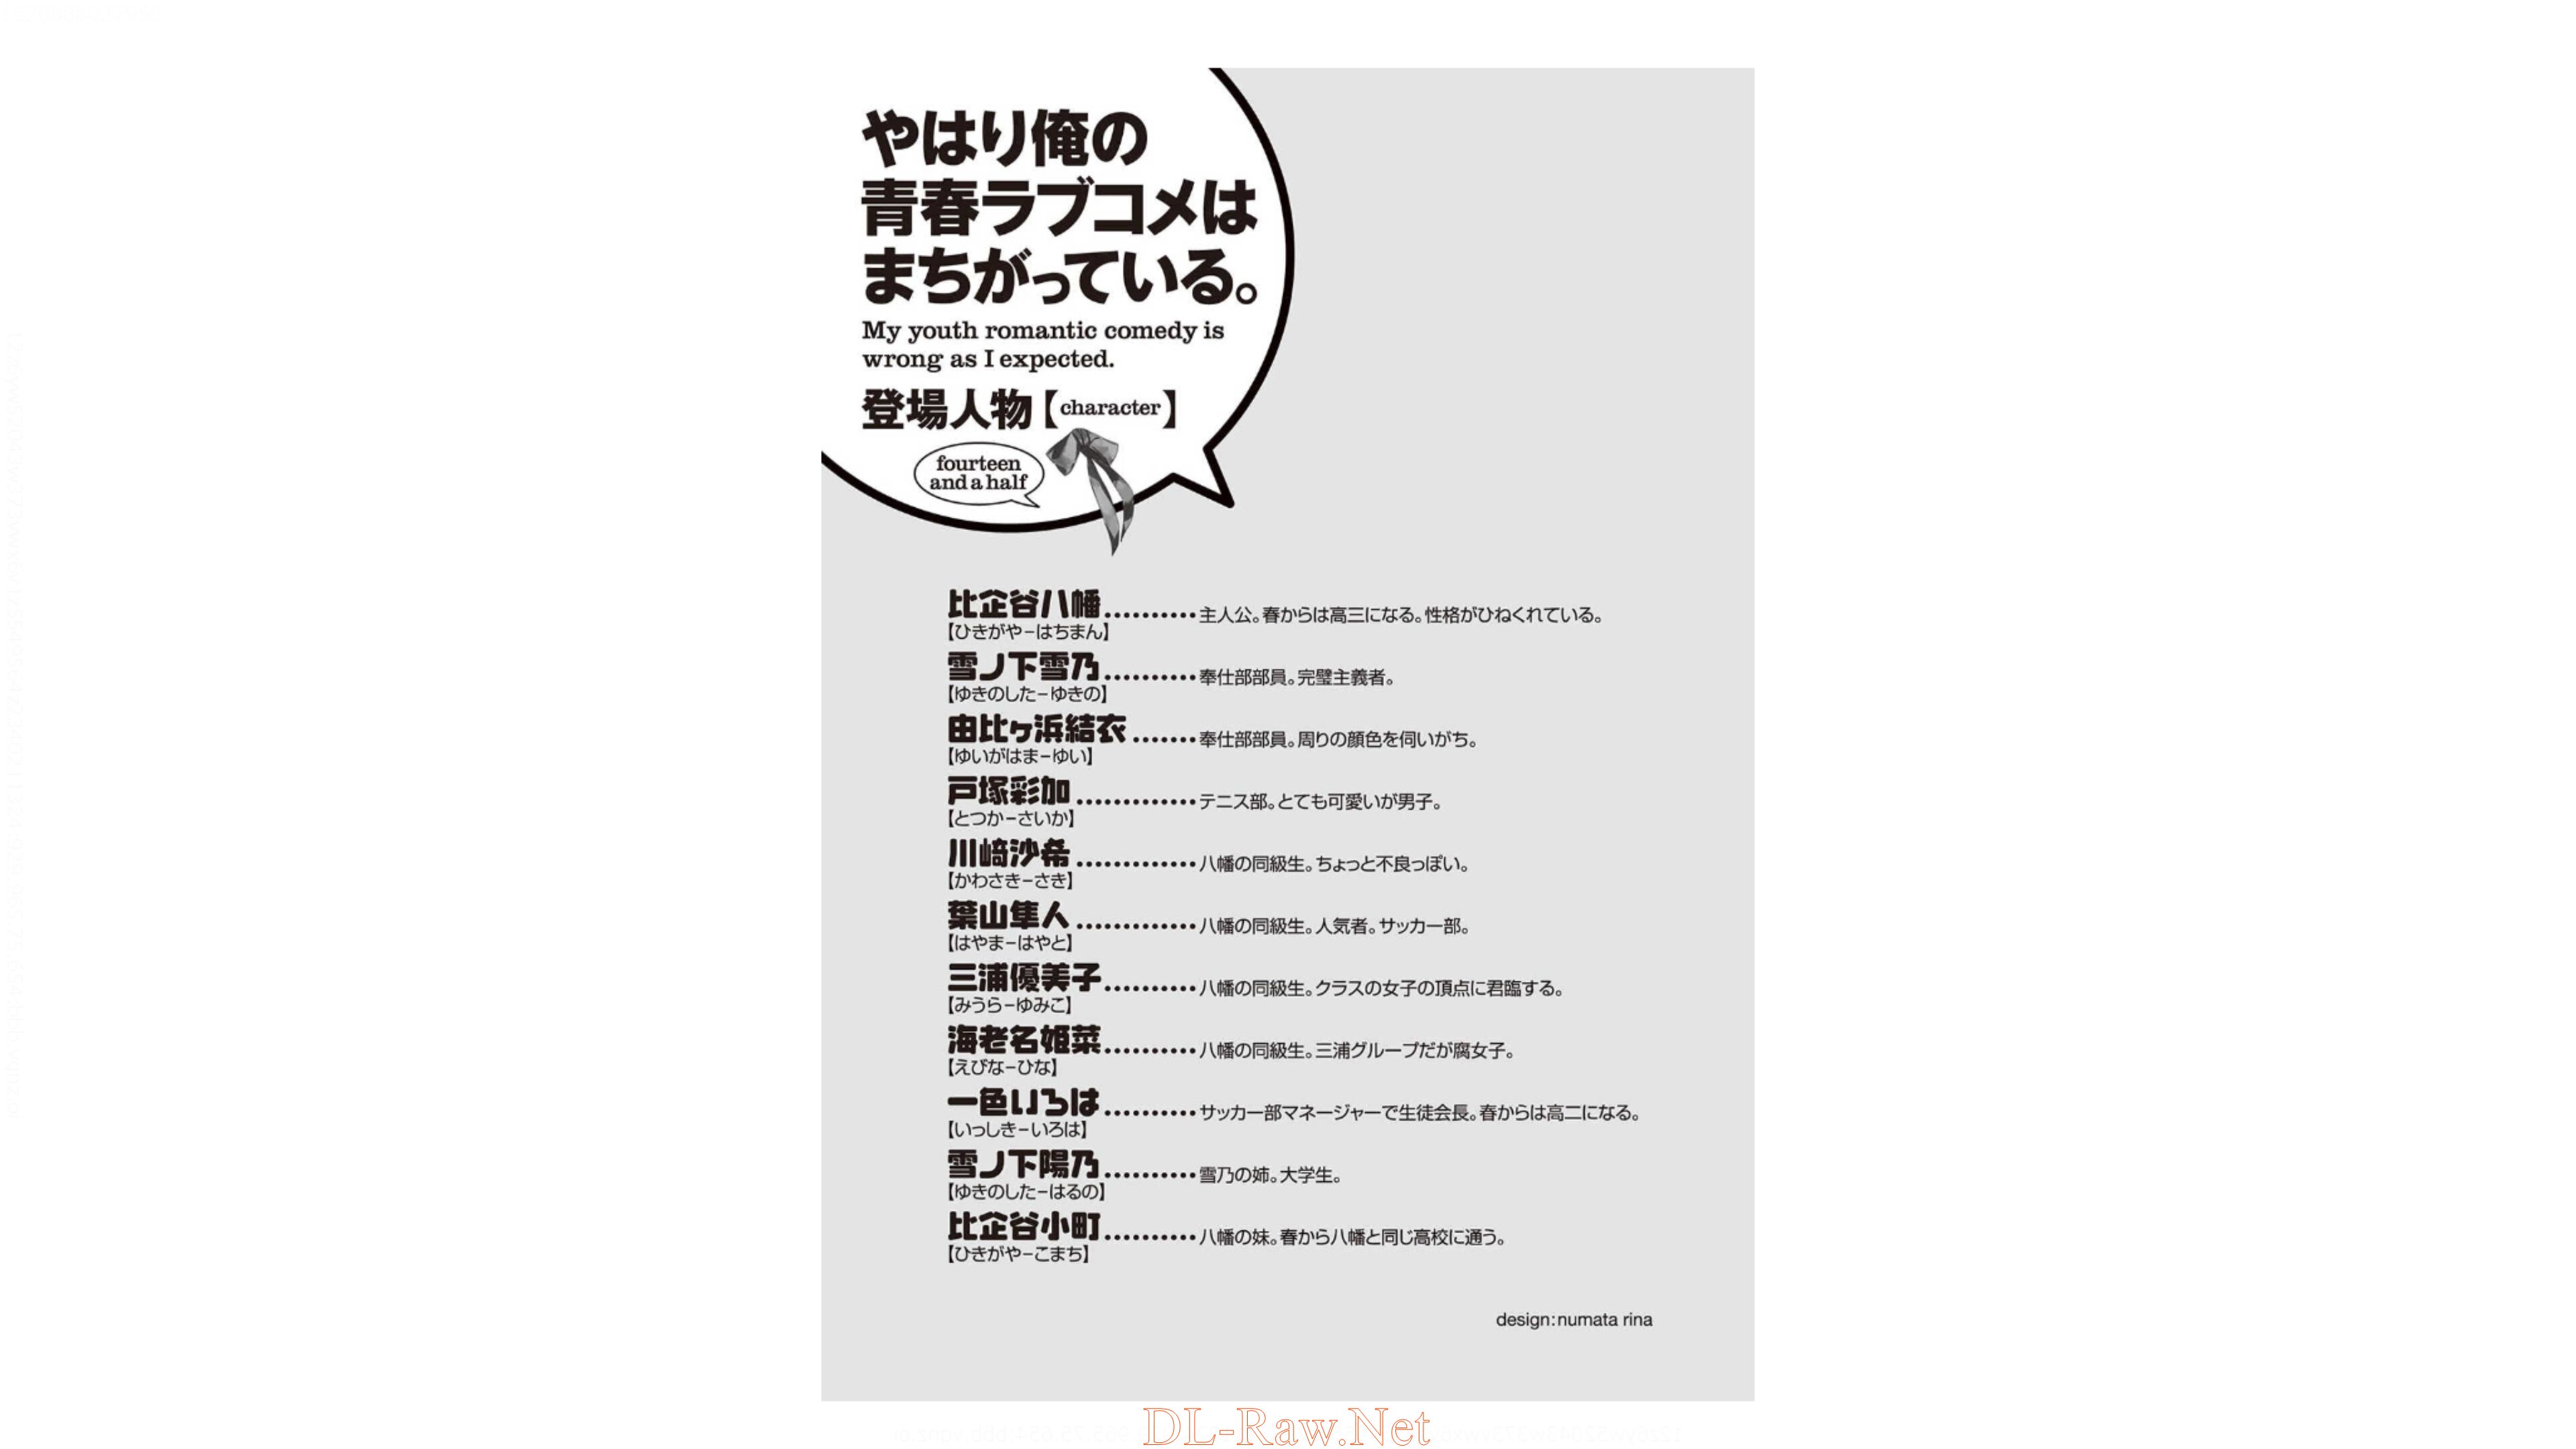 やはり俺の
青春ラブコメは
まちがっている。
My youth romantic comedy is
wrong as I expected.
登場人物【character】
fourteen
and a half
比企谷八幡..........主人公。春からは高三になる。性格がひねくれている。
【ひきがや−はちまん】
雪ノ下雪乃..........奉仕部部員。完璧主義者。
【ゆきのした−ゆきの】
由比ヶ浜結衣.......奉仕部部員。周りの顔色を伺いがち。
【ゆいがはま−ゆい】
戸塚彩加.............テニス部。とても可愛いが男子。
【とつか−さいか】
川﨑沙希.............八幡の同級生。ちょっと不良っぽい。
【かわさき−さき】
葉山隼人.............八幡の同級生。人気者。サッカー部。
【はやま−はやと】
三浦優美子..........八幡の同級生。クラスの女子の頂点に君臨する。
【みうら−ゆみこ】
海老名姫菜..........八幡の同級生。三浦グループだが腐女子。
【えびな−ひな】
一色いろは..........サッカー部マネージャーで生徒会長。春からは高二になる。
【いっしき−いろは】
雪ノ下陽乃..........雪乃の姉。大学生。
【ゆきのした−はるの】
比企谷小町..........八幡の妹。春から八幡と同じ高校に通う。
【ひきがや−こまち】
design:numata rina
DL-Raw.Net